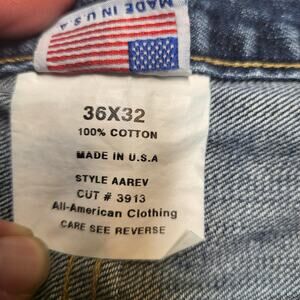 MADE IN U.S.A
36X32
100% COTTON
MADE IN U.S.A
STYLE AAREV
CUT # 3913
All-American Clothing
CARE SEE REVERSE